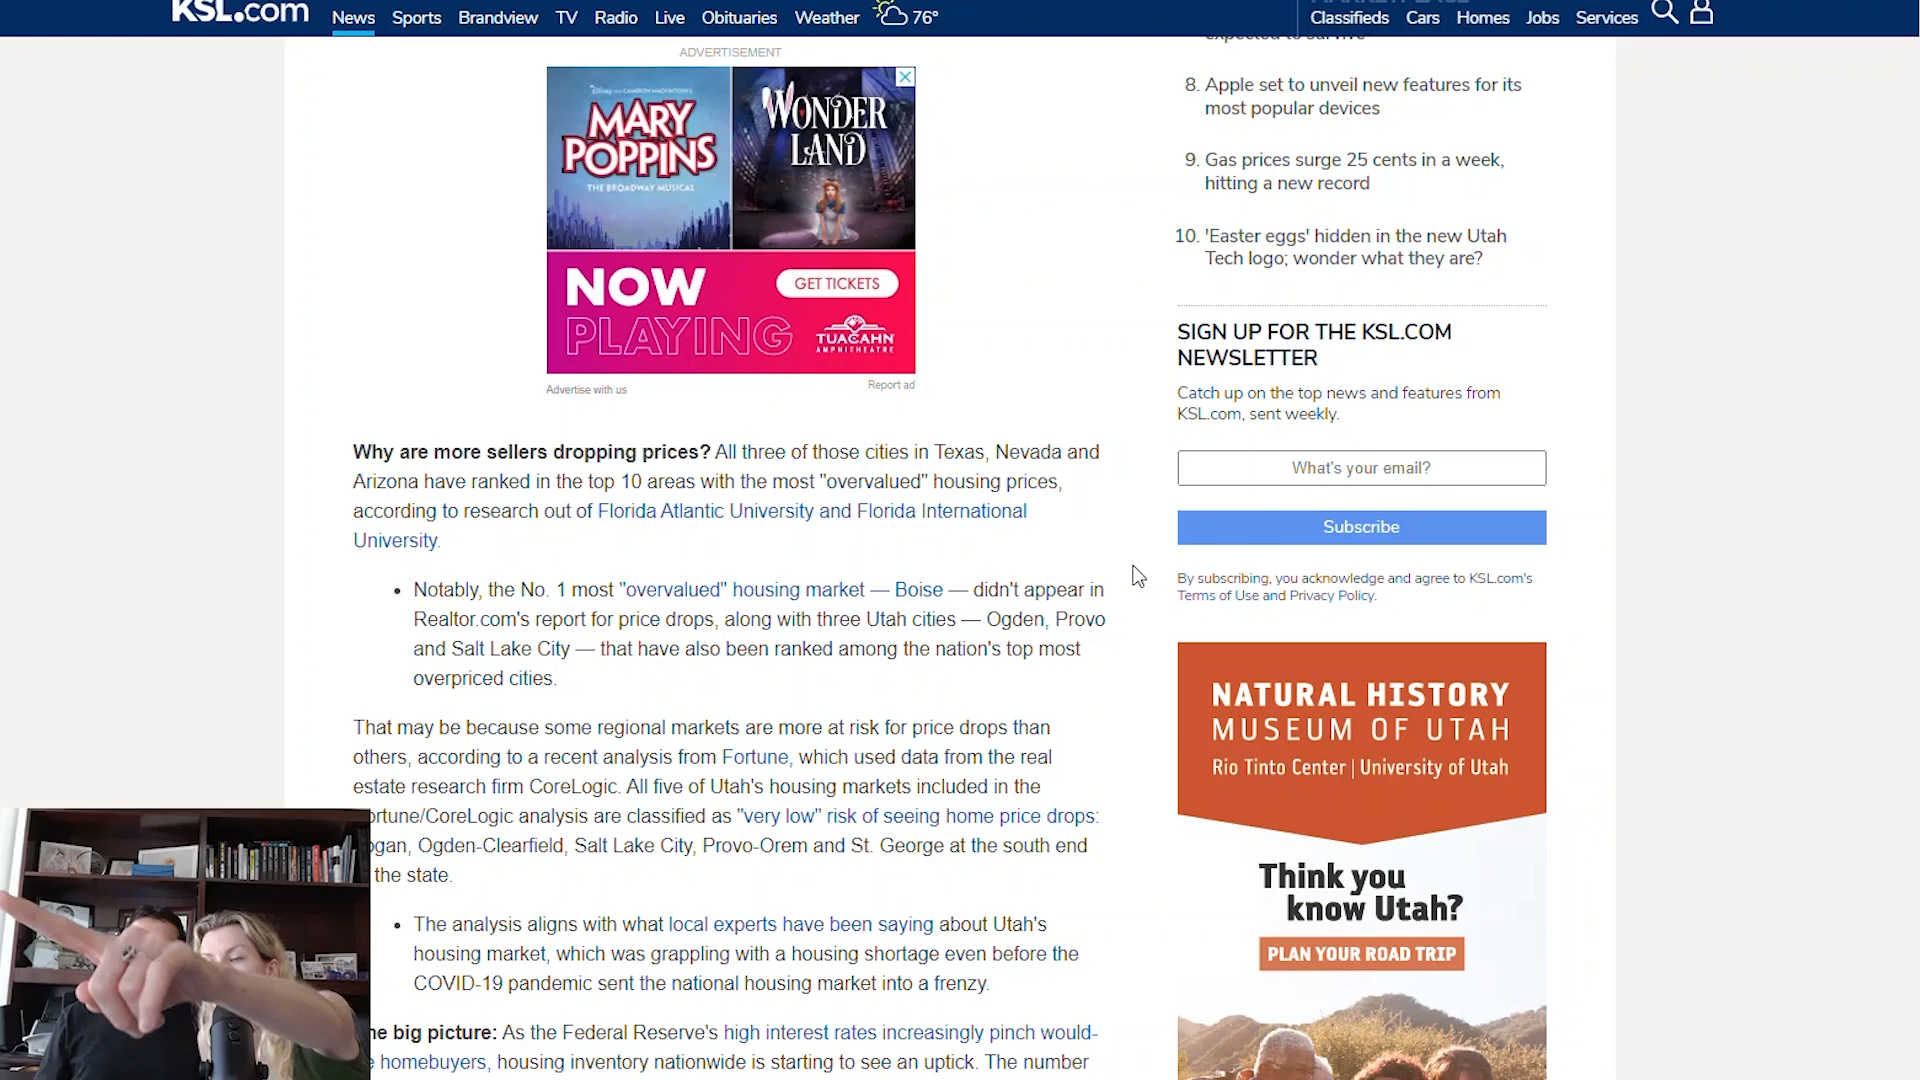 KSL.com
News Sports Brandview TV Radio Live Obituaries Weather 76°
Classifieds Cars Homes Jobs Services
ADVERTISEMENT
MARY
POPPINS
THE BROADWAY MUSICAL
WONDER
LAND
NOW
PLAYING
GET TICKETS
TUACAHN
AMPHITHEATRE
Advertise with us
Report ad
Why are more sellers dropping prices? All three of those cities in Texas, Nevada and
Arizona have ranked in the top 10 areas with the most "overvalued" housing prices,
according to research out of Florida Atlantic University and Florida International
University.
• Notably, the No. 1 most "overvalued" housing market — Boise — didn't appear in
Realtor.com's report for price drops, along with three Utah cities — Ogden, Provo
and Salt Lake City — that have also been ranked among the nation's top most
overpriced cities.
That may be because some regional markets are more at risk for price drops than
others, according to a recent analysis from Fortune, which used data from the real
estate research firm CoreLogic. All five of Utah's housing markets included in the
ortune/CoreLogic analysis are classified as "very low" risk of seeing home price drops:
ogan, Ogden-Clearfield, Salt Lake City, Provo-Orem and St. George at the south end
the state.
• The analysis aligns with what local experts have been saying about Utah's
housing market, which was grappling with a housing shortage even before the
COVID-19 pandemic sent the national housing market into a frenzy.
he big picture: As the Federal Reserve's high interest rates increasingly pinch would-
e homebuyers, housing inventory nationwide is starting to see an uptick. The number
expected to survive
8. Apple set to unveil new features for its
most popular devices
9. Gas prices surge 25 cents in a week,
hitting a new record
10. 'Easter eggs' hidden in the new Utah
Tech logo; wonder what they are?
SIGN UP FOR THE KSL.COM
NEWSLETTER
Catch up on the top news and features from
KSL.com, sent weekly.
What's your email?
Subscribe
By subscribing, you acknowledge and agree to KSL.com's
Terms of Use and Privacy Policy.
NATURAL HISTORY
MUSEUM OF UTAH
Rio Tinto Center | University of Utah
Think you
know Utah?
PLAN YOUR ROAD TRIP